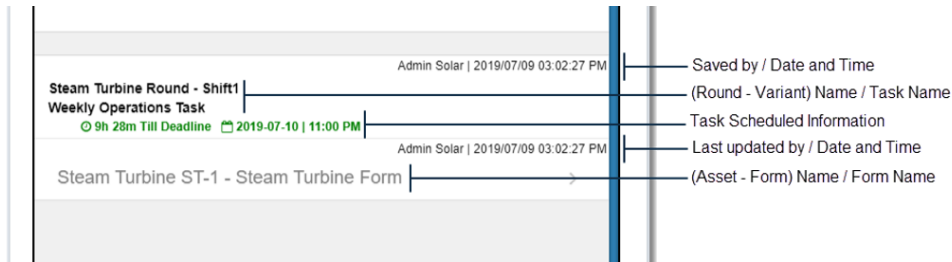 Admin Solar | 2019/07/09 03:02:27 PM
Saved by / Date and Time
Steam Turbine Round - Shift1
(Round - Variant) Name / Task Name
Weekly Operations Task
9h 28m Till Deadline 2019-07-10 | 11:00 PM
Task Scheduled Information
Admin Solar | 2019/07/09 03:02:27 PM
Last updated by / Date and Time
Steam Turbine ST-1 - Steam Turbine Form
(Asset - Form) Name / Form Name